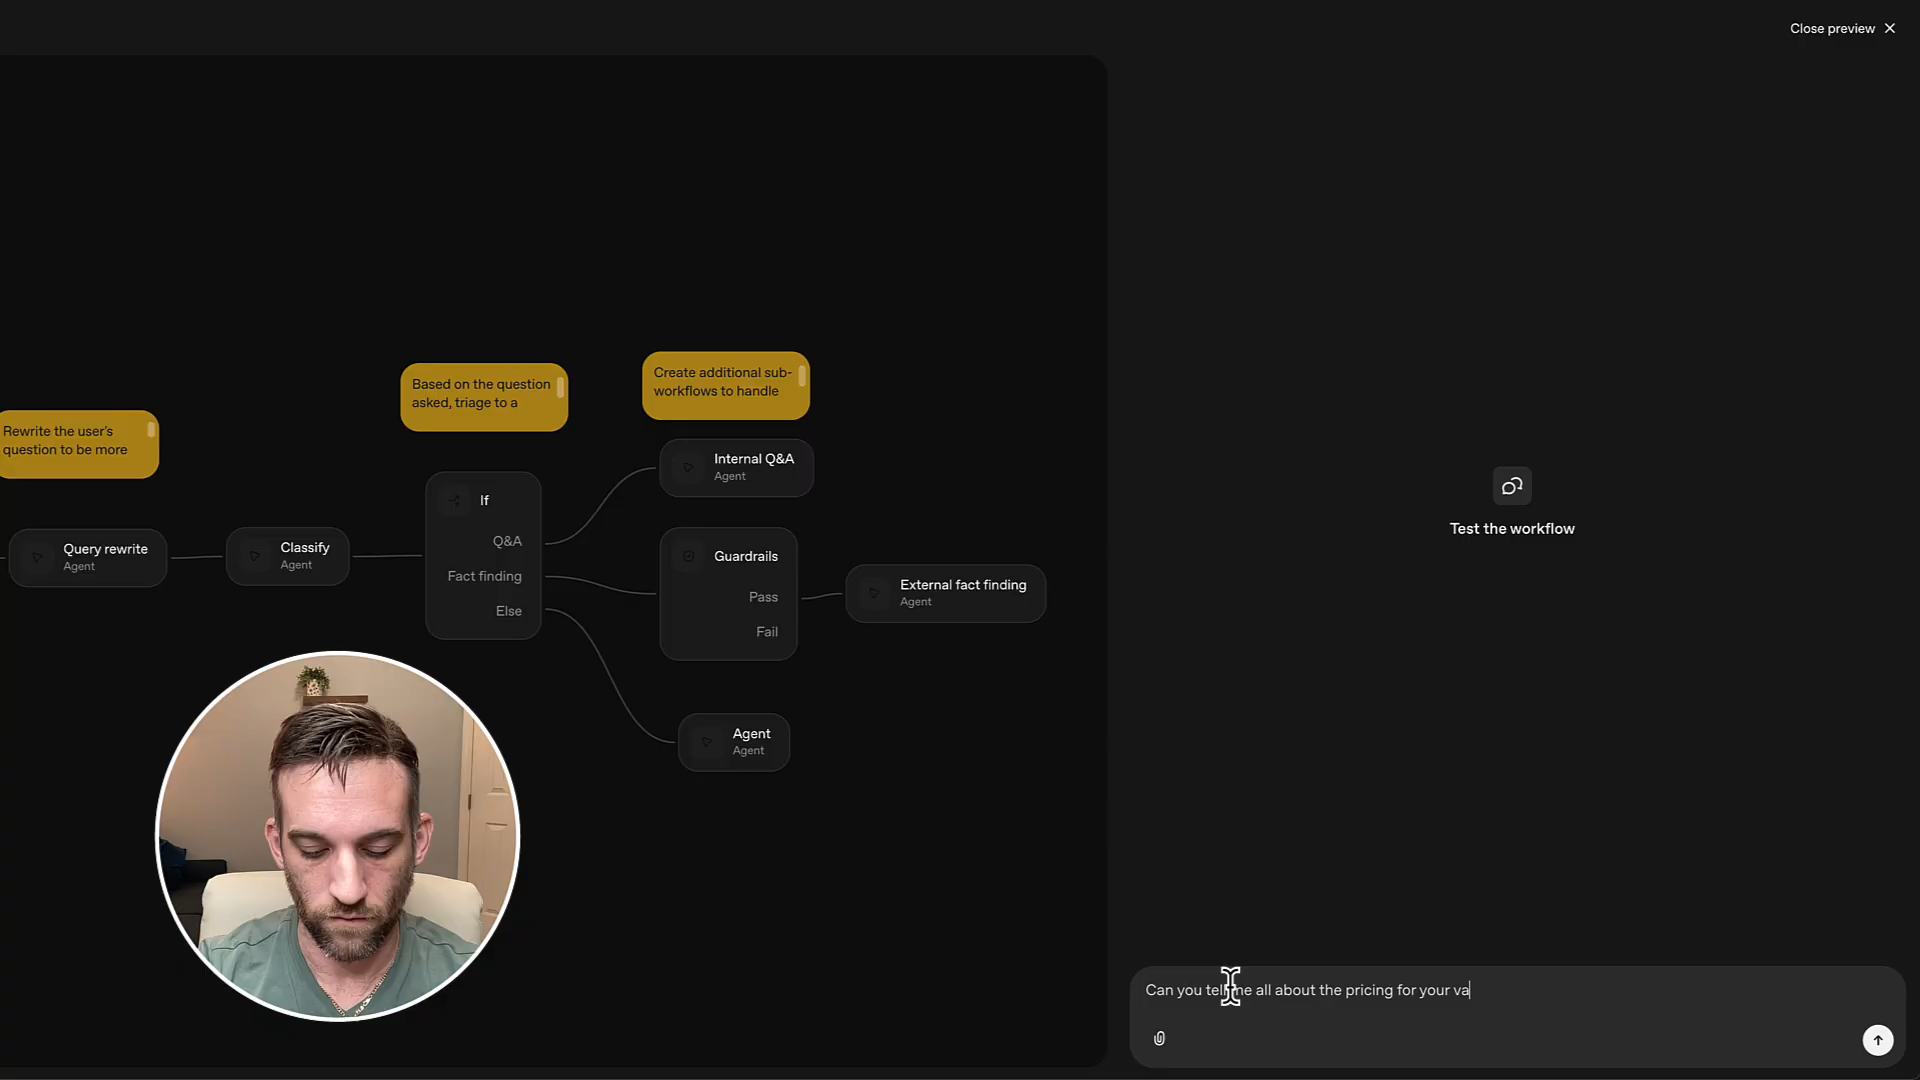 Close preview
Create additional sub-
workflows to handle
Based on the question
asked, triage to a
Rewrite the user's
question to be more
Internal Q&A
Agent
If
Q&A
Fact finding
Else
Query rewrite
Agent
Classify
Agent
Guardrails
Pass
Fail
External fact finding
Agent
Agent
Agent
Test the workflow
Can you tell me all about the pricing for your va